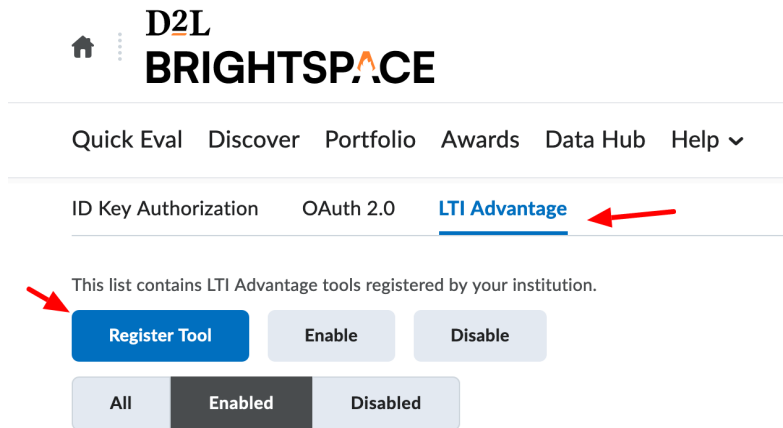 D2L
BRIGHTSPACE
Quick Eval Discover Portfolio Awards Data Hub Help
ID Key Authorization OAuth 2.0 LTI Advantage
This list contains LTI Advantage tools registered by your institution.
Register Tool Enable Disable
All Enabled Disabled